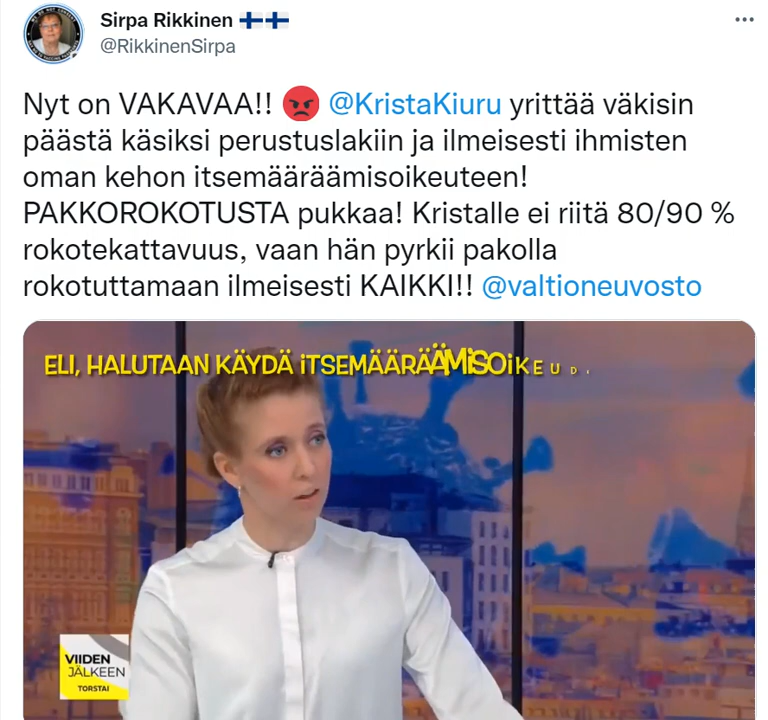 Sirpa Rikkinen 🇫🇮🇫🇮
@RikkinenSirpa
Nyt on VAKAVAA!! 😡 @KristaKiuru yrittää väkisin
päästä käsiksi perustuslakiin ja ilmeisesti ihmisten
oman kehon itsemääräämisoikeuteen!
PAKKOROKOTUSTA pukkaa! Kristalle ei riitä 80/90 %
rokotekattavuus, vaan hän pyrkii pakolla
rokotuttamaan ilmeisesti KAIKKI!! @valtioneuvosto
ELI, HALUTAAN KÄYDÄ iTSEMÄÄRÄÄMiSOiKEUD.
VIIDEN
JÄLKEEN
TORSTAI